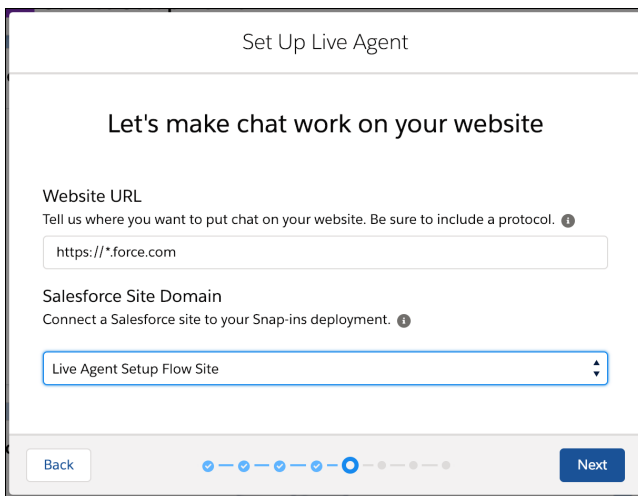 Set Up Live Agent
Let's make chat work on your website
Website URL
Tell us where you want to put chat on your website. Be sure to include a protocol.
https://*.force.com
Salesforce Site Domain
Connect a Salesforce site to your Snap-ins deployment.
Live Agent Setup Flow Site
Back
Next